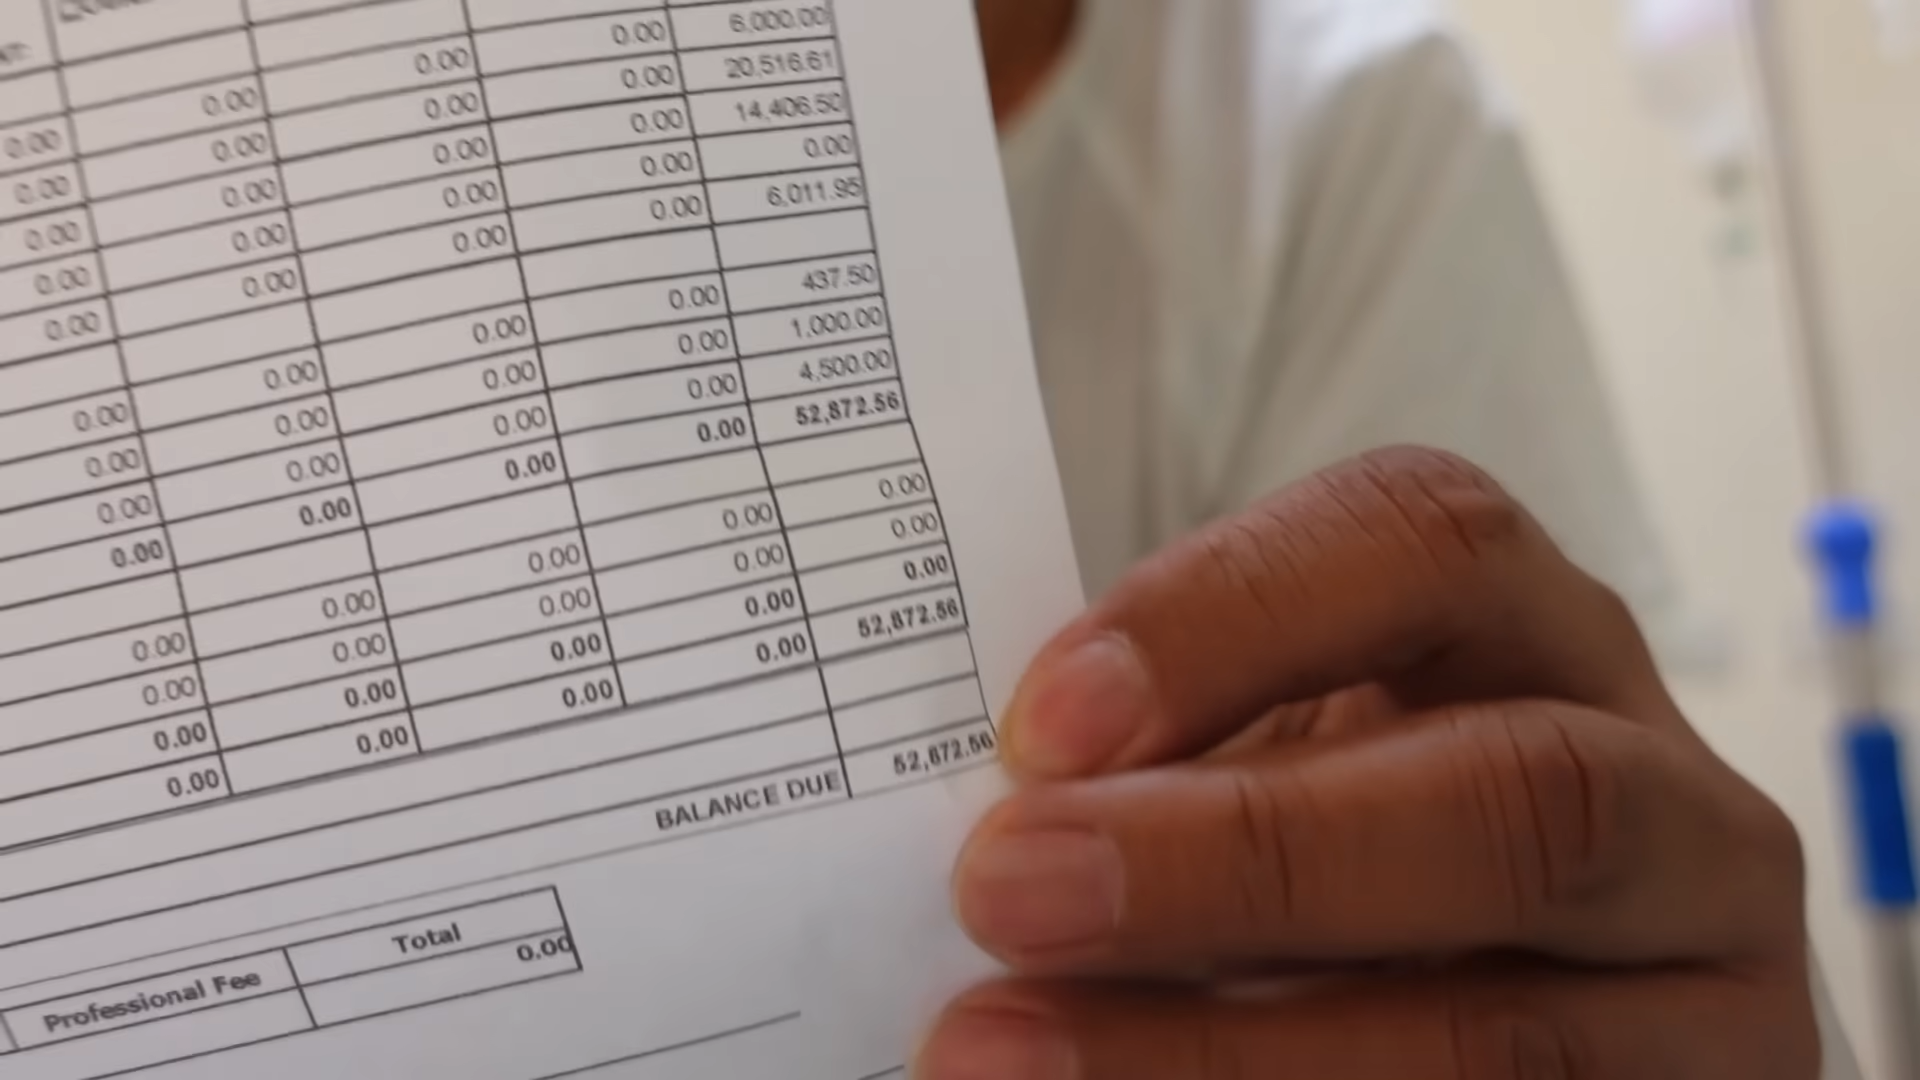 0.00 0.00 0.00 0.00 6,000.00
0.00 0.00 0.00 0.00 20,516.61
0.00 0.00 0.00 0.00 14,406.50
0.00 0.00 0.00 0.00 0.00
0.00 0.00 0.00 0.00 6,011.95
0.00 0.00 0.00 0.00 437.50
0.00 0.00 0.00 0.00 1,000.00
0.00 0.00 0.00 0.00 4,500.00
0.00 0.00 0.00 0.00 52,872.56
0.00 0.00 0.00 0.00 0.00
0.00 0.00 0.00 0.00 0.00
0.00 0.00 0.00 0.00 0.00
0.00 0.00 0.00 0.00 52,872.56
BALANCE DUE 52,872.56
Professional Fee Total
0.00